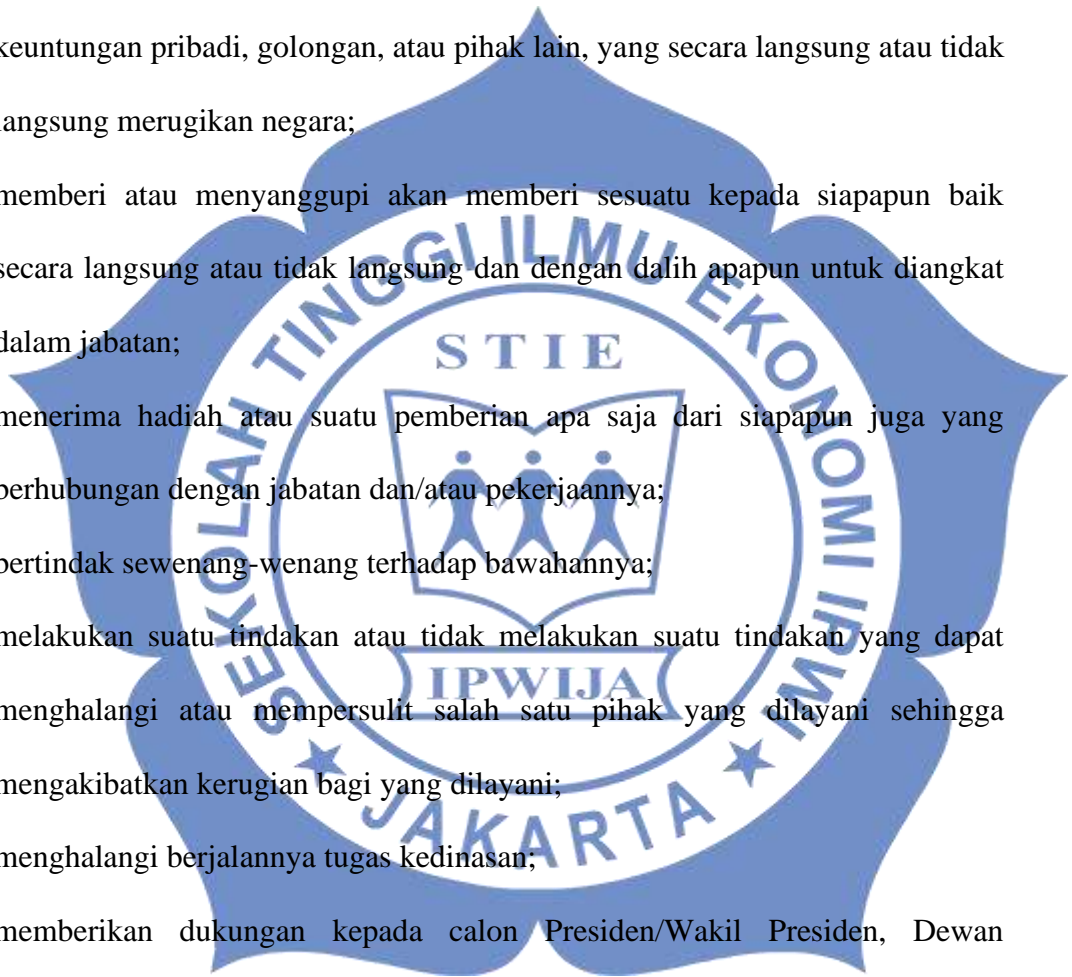 keuntungan pribadi, golongan, atau pihak lain, yang secara langsung atau tidak
langsung merugikan negara;
memberi atau menyanggupi akan memberi sesuatu kepada siapapun baik
secara langsung atau tidak langsung dan dengan dalih apapun untuk diangkat
dalam jabatan;
menerima hadiah atau suatu pemberian apa saja dari siapapun juga yang
berhubungan dengan jabatan dan/atau pekerjaannya;
bertindak sewenang-wenang terhadap bawahannya;
melakukan suatu tindakan atau tidak melakukan suatu tindakan yang dapat
menghalangi atau mempersulit salah satu pihak yang dilayani sehingga
mengakibatkan kerugian bagi yang dilayani;
menghalangi berjalannya tugas kedinasan;
memberikan dukungan kepada calon Presiden/Wakil Presiden, Dewan
SEKOLAH TINGGI ILMU EKONOMI IPWI
JAKARTA
STIE
IPWIJA